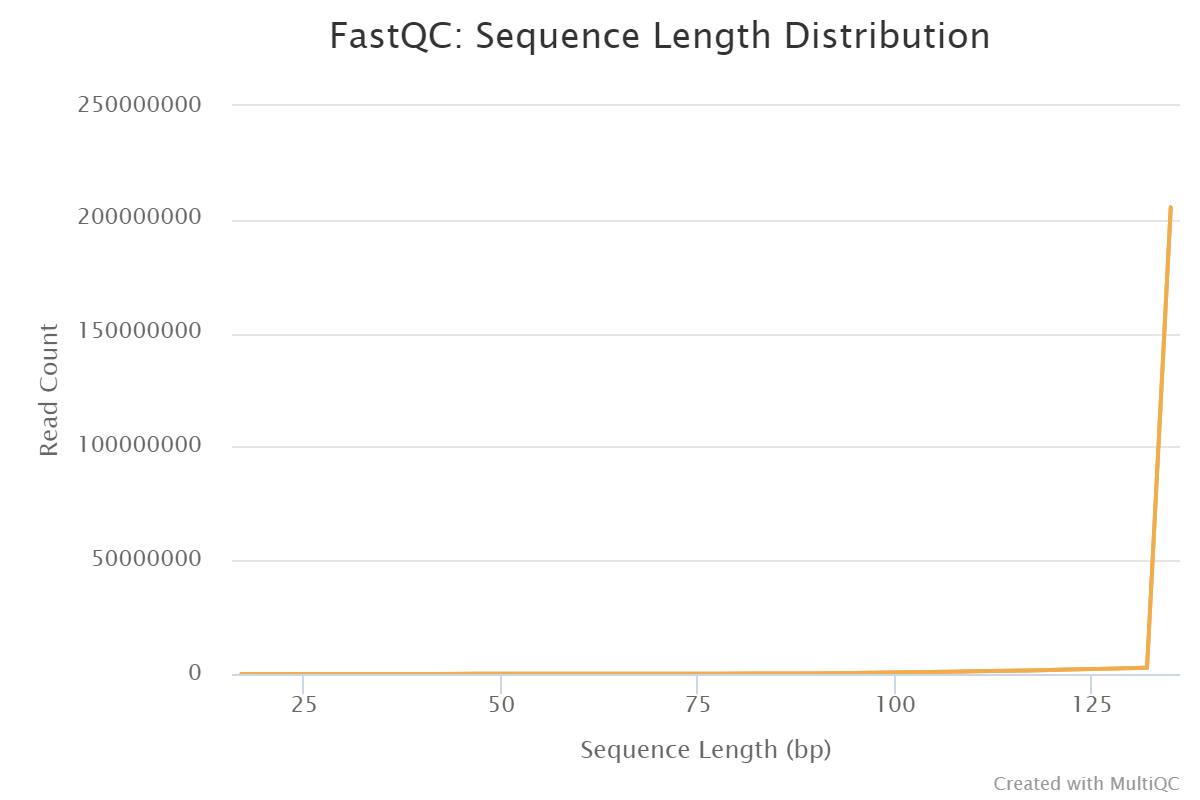 FastQC: Sequence Length Distribution
250000000
200000000
150000000
100000000
50000000
0
Read Count
25 50 75 100 125
Sequence Length (bp)
Created with MultiQC